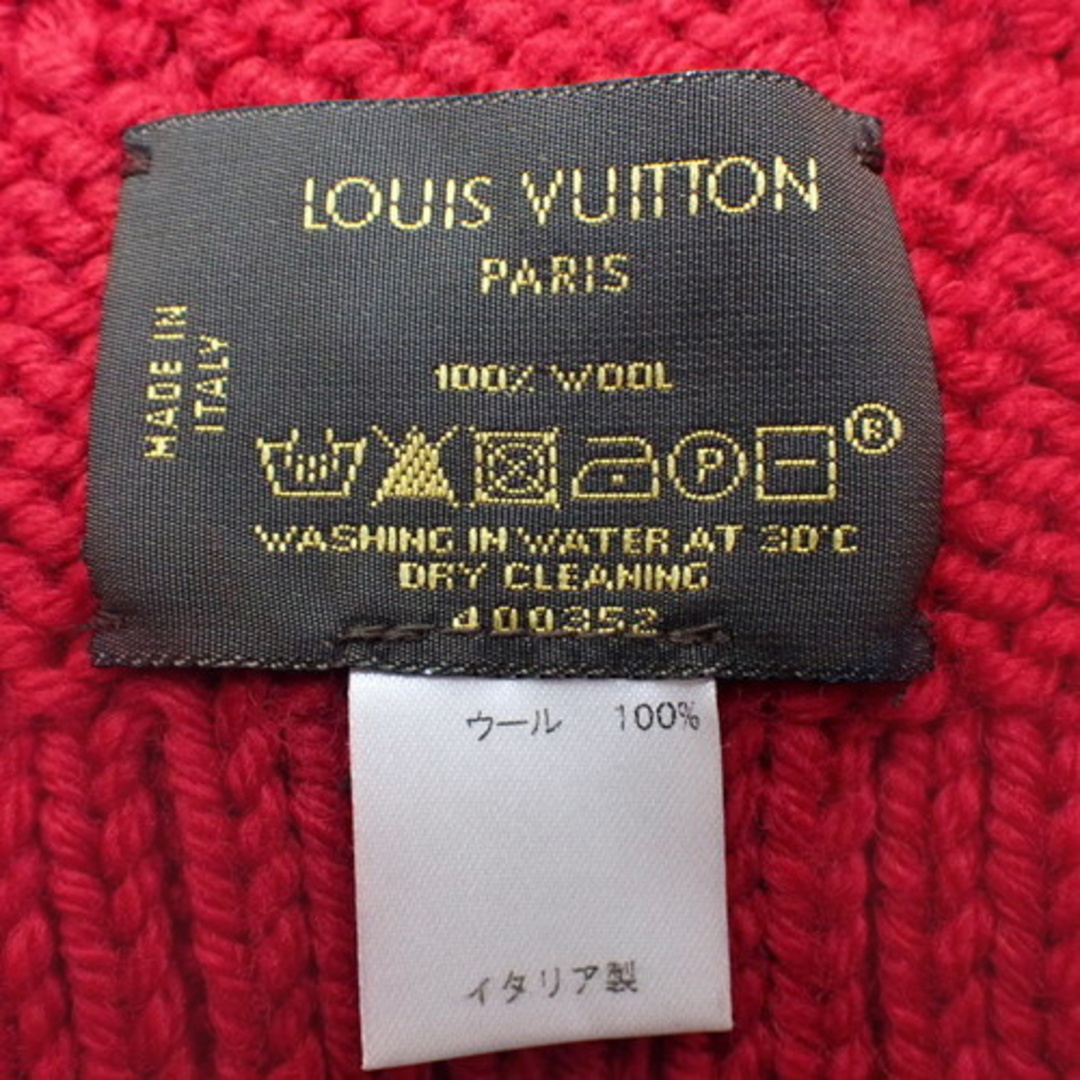 LOUIS VUITTON
PARIS
MADE IN
ITALY
100% WOOL
P
®
WASHING IN WATER AT 30°C
DRY CLEANING
400352
ウール 100%
イタリア製